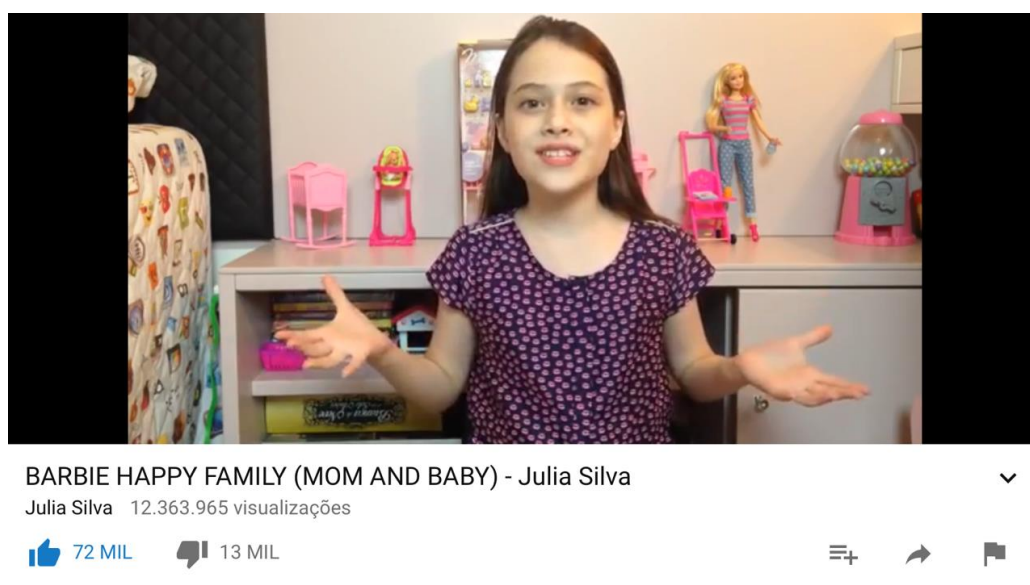 BARBIE HAPPY FAMILY (MOM AND BABY) - Julia Silva
Julia Silva 12.363.965 visualizações
72 MIL 13 MIL